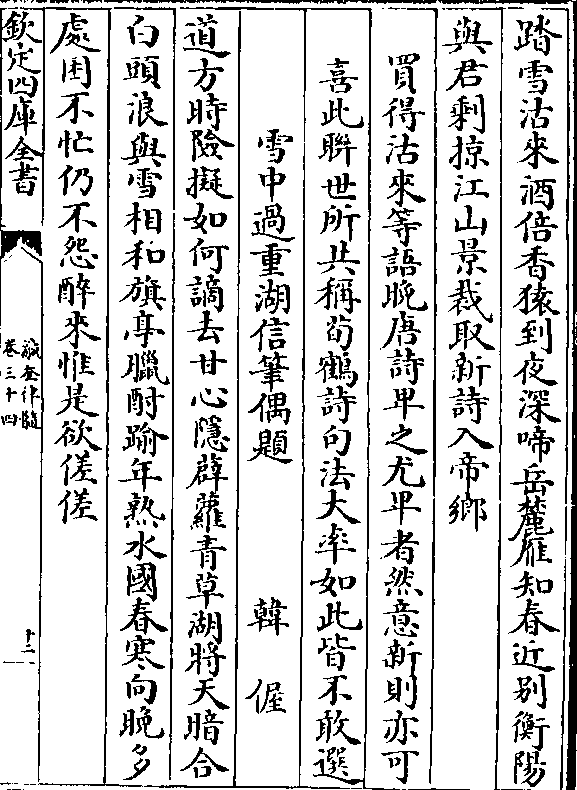 踏雪沽來酒倍香猿到夜深啼岳麓雁知春近別衡陽
與君剩掠江山景裁取新詩入帝鄉
買得沽來等語晚唐詩卑之尤卑者然意新則亦可
喜此聯世所共稱荀鶴詩句法大率如此皆不敢選
雪中過重湖信筆偶題 韓偓
道方時險擬如何謫去甘心隱薜蘿青草湖將天暗合
白頭浪與雪相和旗亭臘酎踰年熟水國春寒向晚多
處困不忙仍不怨醉來惟是欲傞傞
欽定四庫全書
瀛奎律髓
卷三十四
十二